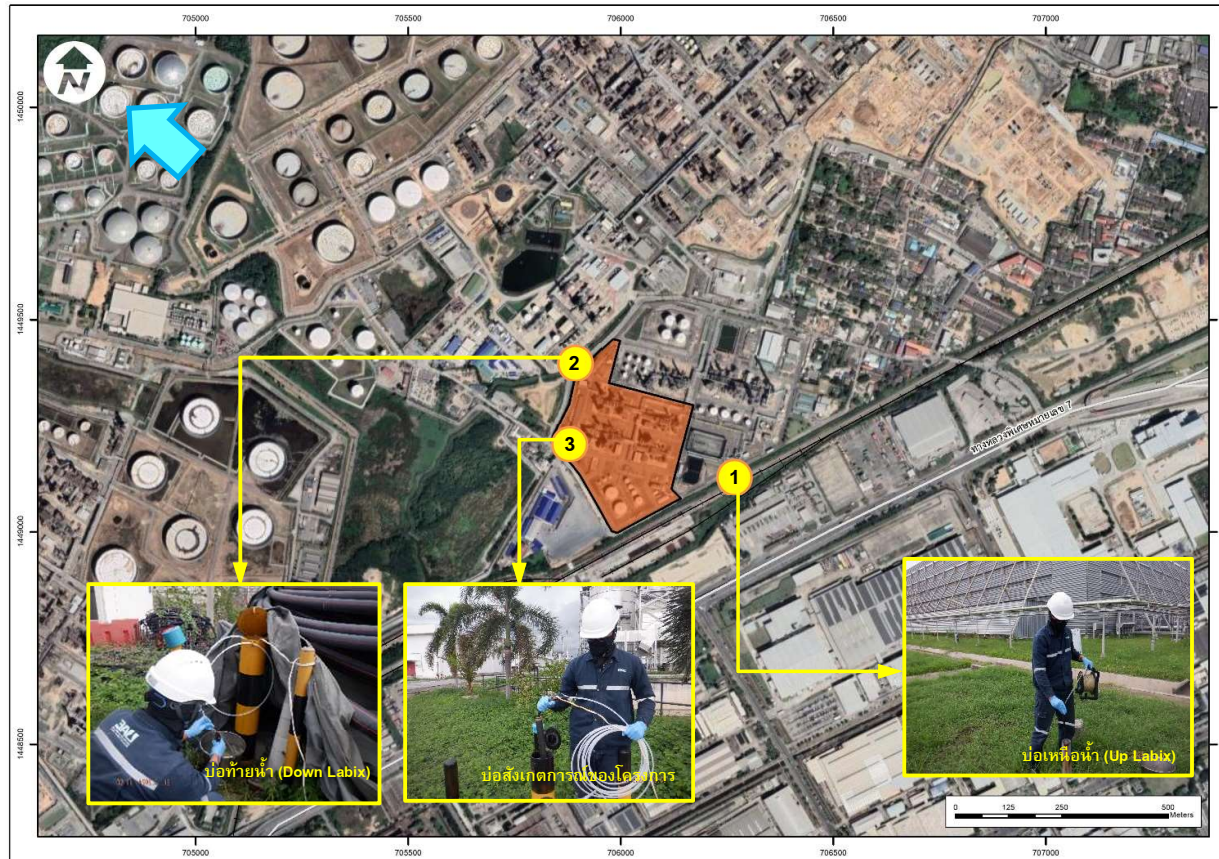 705000 705500 706000 706500 707000
N
1450000
1449500
1449000
1448500
2
3
1
ทางหลวงพิเศษหมายเลข 7
บ่อท้ายน้ำ (Down Labix)
บ่อสังเกตการณ์ของโครงการ
บ่อเหนือน้ำ (Up Labix)
0 125 250 500
Meters
705000 705500 706000 706500 707000